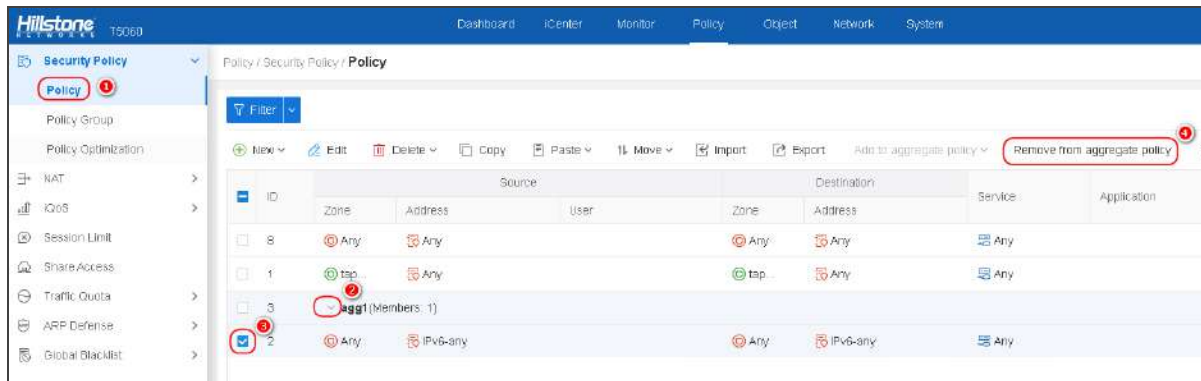 Hillstone NETWORKS T5060 Dashboard iCenter Monitor Policy Object Network System
Security Policy
Policy / Security Policy / Policy
Policy 1
Filter
Policy Group
Policy Optimization
4
New Edit Delete Copy Paste Move Import Export Add to aggregate policy Remove from aggregate policy
NAT
Source Destination
ID Service Application
iQoS
Zone Address User Zone Address
Session Limit
8 Any Any Any Any Any
Share Access
1 tap... Any tap... Any Any
2
Traffic Quota
3 agg1(Members: 1)
ARP Defense
3
2 Any IPv6-any Any IPv6-any Any
Global Blacklist